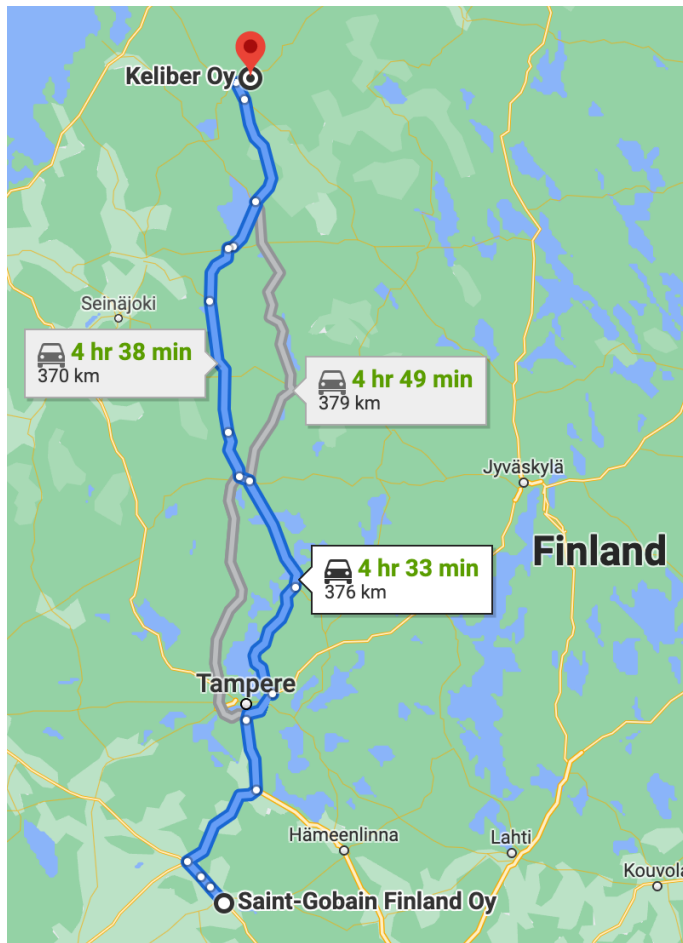 Keliber Oy
Seinäjoki
4 hr 38 min
370 km
4 hr 49 min
379 km
Jyväskylä
Finland
4 hr 33 min
376 km
Tampere
Hämeenlinna
Lahti
Kouvola
Saint-Gobain Finland Oy